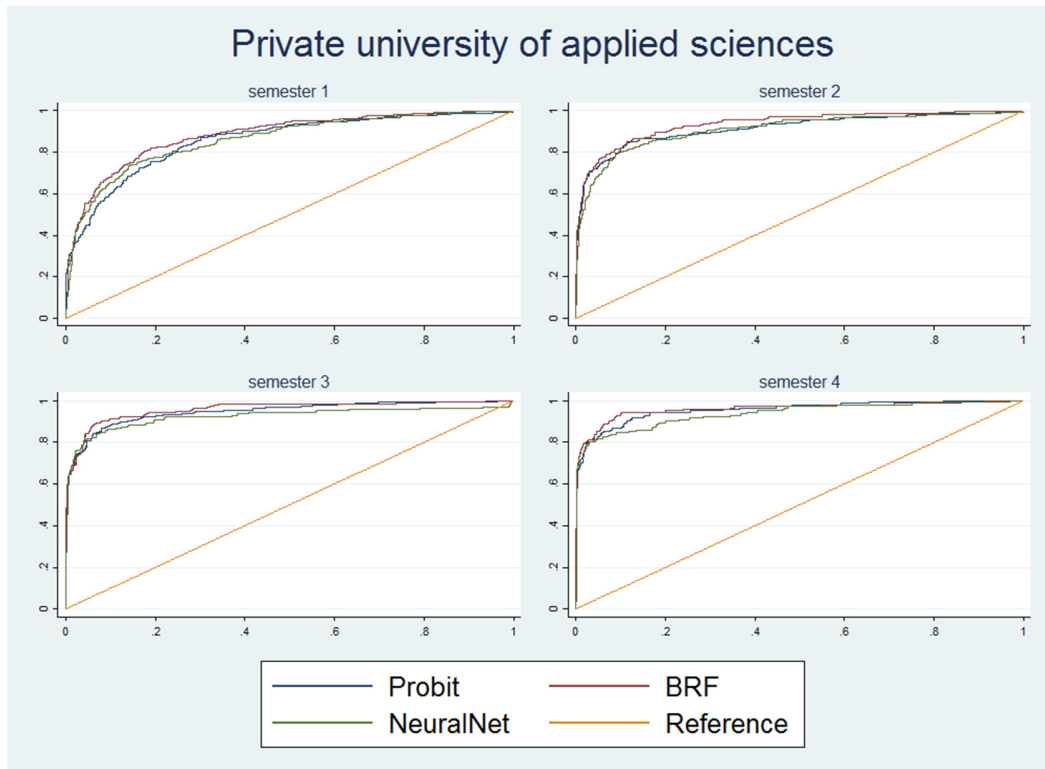 Private university of applied sciences
semester 1
semester 2
1
.8
.6
.4
.2
0
0 .2 .4 .6 .8 1
1
.8
.6
.4
.2
0
0 .2 .4 .6 .8 1
semester 3
semester 4
1
.8
.6
.4
.2
0
0 .2 .4 .6 .8 1
1
.8
.6
.4
.2
0
0 .2 .4 .6 .8 1
Probit BRF
NeuralNet Reference